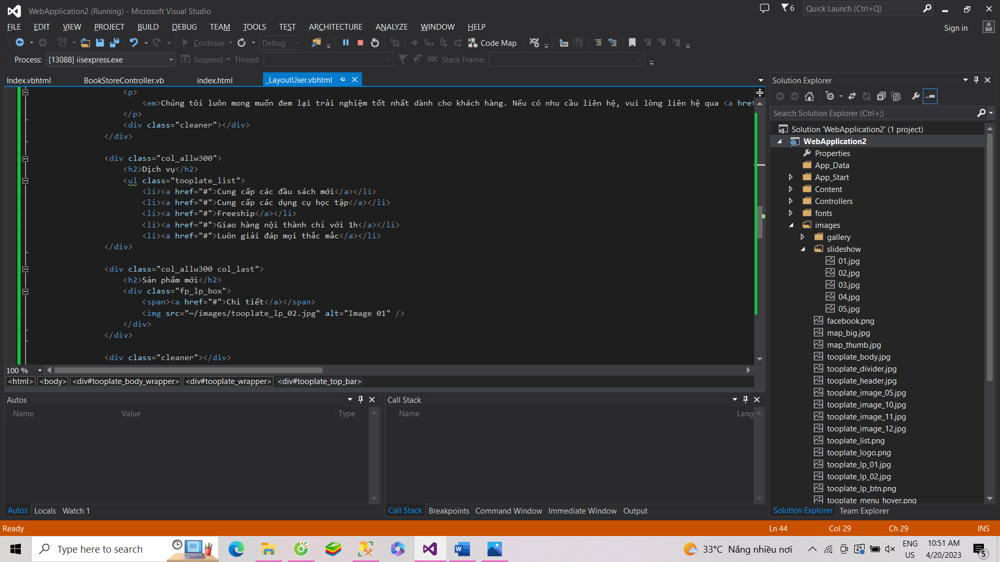 WebApplication2 (Running) - Microsoft Visual Studio
6
Quick Launch (Ctrl+Q)
FILE EDIT VIEW PROJECT BUILD DEBUG TEAM TOOLS TEST ARCHITECTURE ANALYZE WINDOW HELP
Sign in
Continue
Debug
Code Map
Process: [13088] iisexpress.exe
Suspend
Thread:
Stack Frame:
Index.vbhtml
BookStoreController.vb
index.html
_LayoutUser.vbhtml
<p>
<em>Chúng tôi luôn mong muốn đem lại trải nghiệm tốt nhất dành cho khách hàng. Nếu có nhu cầu liên hệ, vui lòng liên hệ qua <a href
</p>
<div class="cleaner"></div>
</div>
<div class="col_allw300">
<h2>Dịch vụ</h2>
<ul class="tooplate_list">
<li><a href="#">Cung cấp các đầu sách mới</a></li>
<li><a href="#">Cung cấp các dụng cụ học tập</a></li>
<li><a href="#">Freeship</a></li>
<li><a href="#">Giao hàng nội thành chỉ với 1h</a></li>
<li><a href="#">Luôn giải đáp mọi thắc mắc</a></li>
</div>
<div class="col_allw300 col_last">
<h2>Sản phẩm mới</h2>
<div class="fp_lp_box">
<span><a href="#">Chi tiết</a></span>
<img src="~/images/tooplate_lp_02.jpg" alt="Image 01" />
</div>
</div>
<div class="cleaner"></div>
100 %
<html> <body> <div#tooplate_body_wrapper> <div#tooplate_wrapper> <div#tooplate_top_bar>
Autos
Name Value Type
Autos Locals Watch 1
Call Stack
Name Lang
Call Stack Breakpoints Command Window Immediate Window Output
Solution Explorer
Search Solution Explorer (Ctrl+;)
Solution 'WebApplication2' (1 project)
WebApplication2
Properties
App_Data
App_Start
Content
Controllers
fonts
images
gallery
slideshow
01.jpg
02.jpg
03.jpg
04.jpg
05.jpg
facebook.png
map_big.jpg
map_thumb.jpg
tooplate_body.jpg
tooplate_divider.jpg
tooplate_header.jpg
tooplate_image_05.jpg
tooplate_image_10.jpg
tooplate_image_11.jpg
tooplate_image_12.jpg
tooplate_list.png
tooplate_logo.png
tooplate_lp_01.jpg
tooplate_lp_02.jpg
tooplate_lp_btn.png
tooplate_menu_hover.png
Solution Explorer Team Explorer
Ready
Ln 44 Col 29 Ch 29 INS
Type here to search
33°C Nắng nhiều nơi
ENG
US
10:51 AM
4/20/2023
5